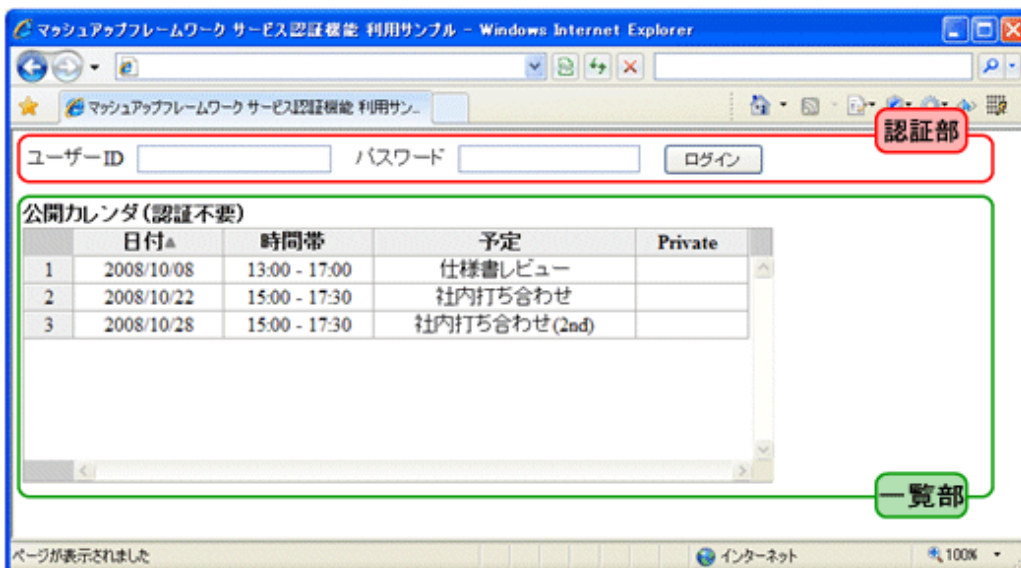 マッシュアップフレームワーク サービス認証機能 利用サンプル - Windows Internet Explorer
マッシュアップフレームワーク サービス認証機能 利用サン...
認証部
ユーザーID パスワード ログイン
公開カレンダ(認証不要)
日付▲ 時間帯 予定 Private
1 2008/10/08 13:00 - 17:00 仕様書レビュー
2 2008/10/22 15:00 - 17:30 社内打ち合わせ
3 2008/10/28 15:00 - 17:30 社内打ち合わせ(2nd)
一覧部
ページが表示されました インターネット 100%